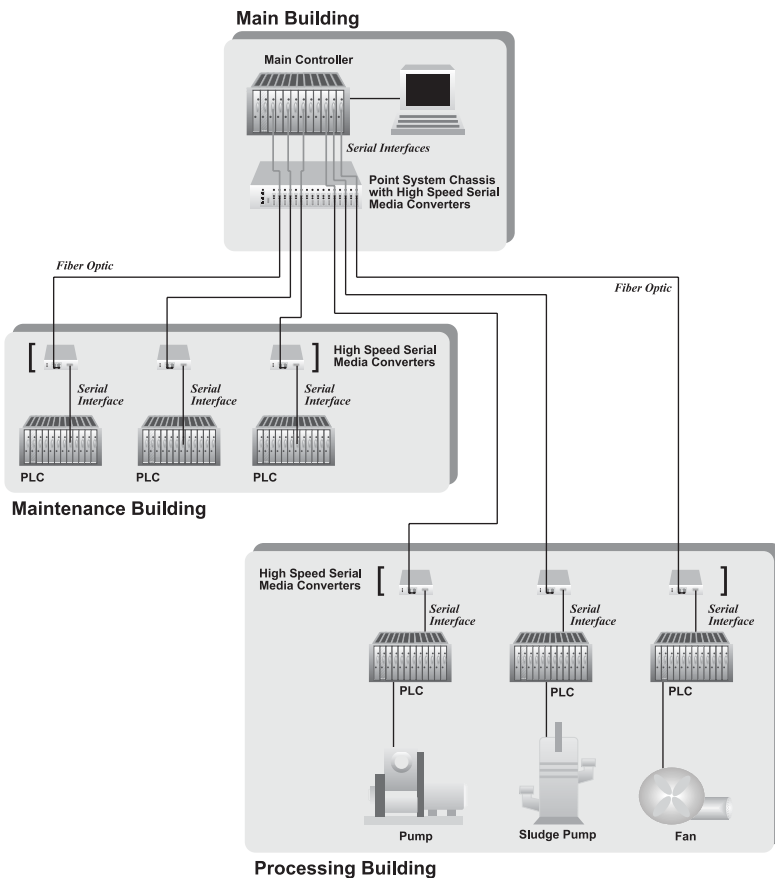 Main Building
Main Controller
Serial Interfaces
Point System Chassis
with High Speed Serial
Media Converters
Fiber Optic
Fiber Optic
High Speed Serial
Media Converters
Serial
Interface
Serial
Interface
Serial
Interface
PLC
PLC
PLC
Maintenance Building
High Speed Serial
Media Converters
Serial
Interface
Serial
Interface
Serial
Interface
PLC
PLC
PLC
Pump
Sludge Pump
Fan
Processing Building